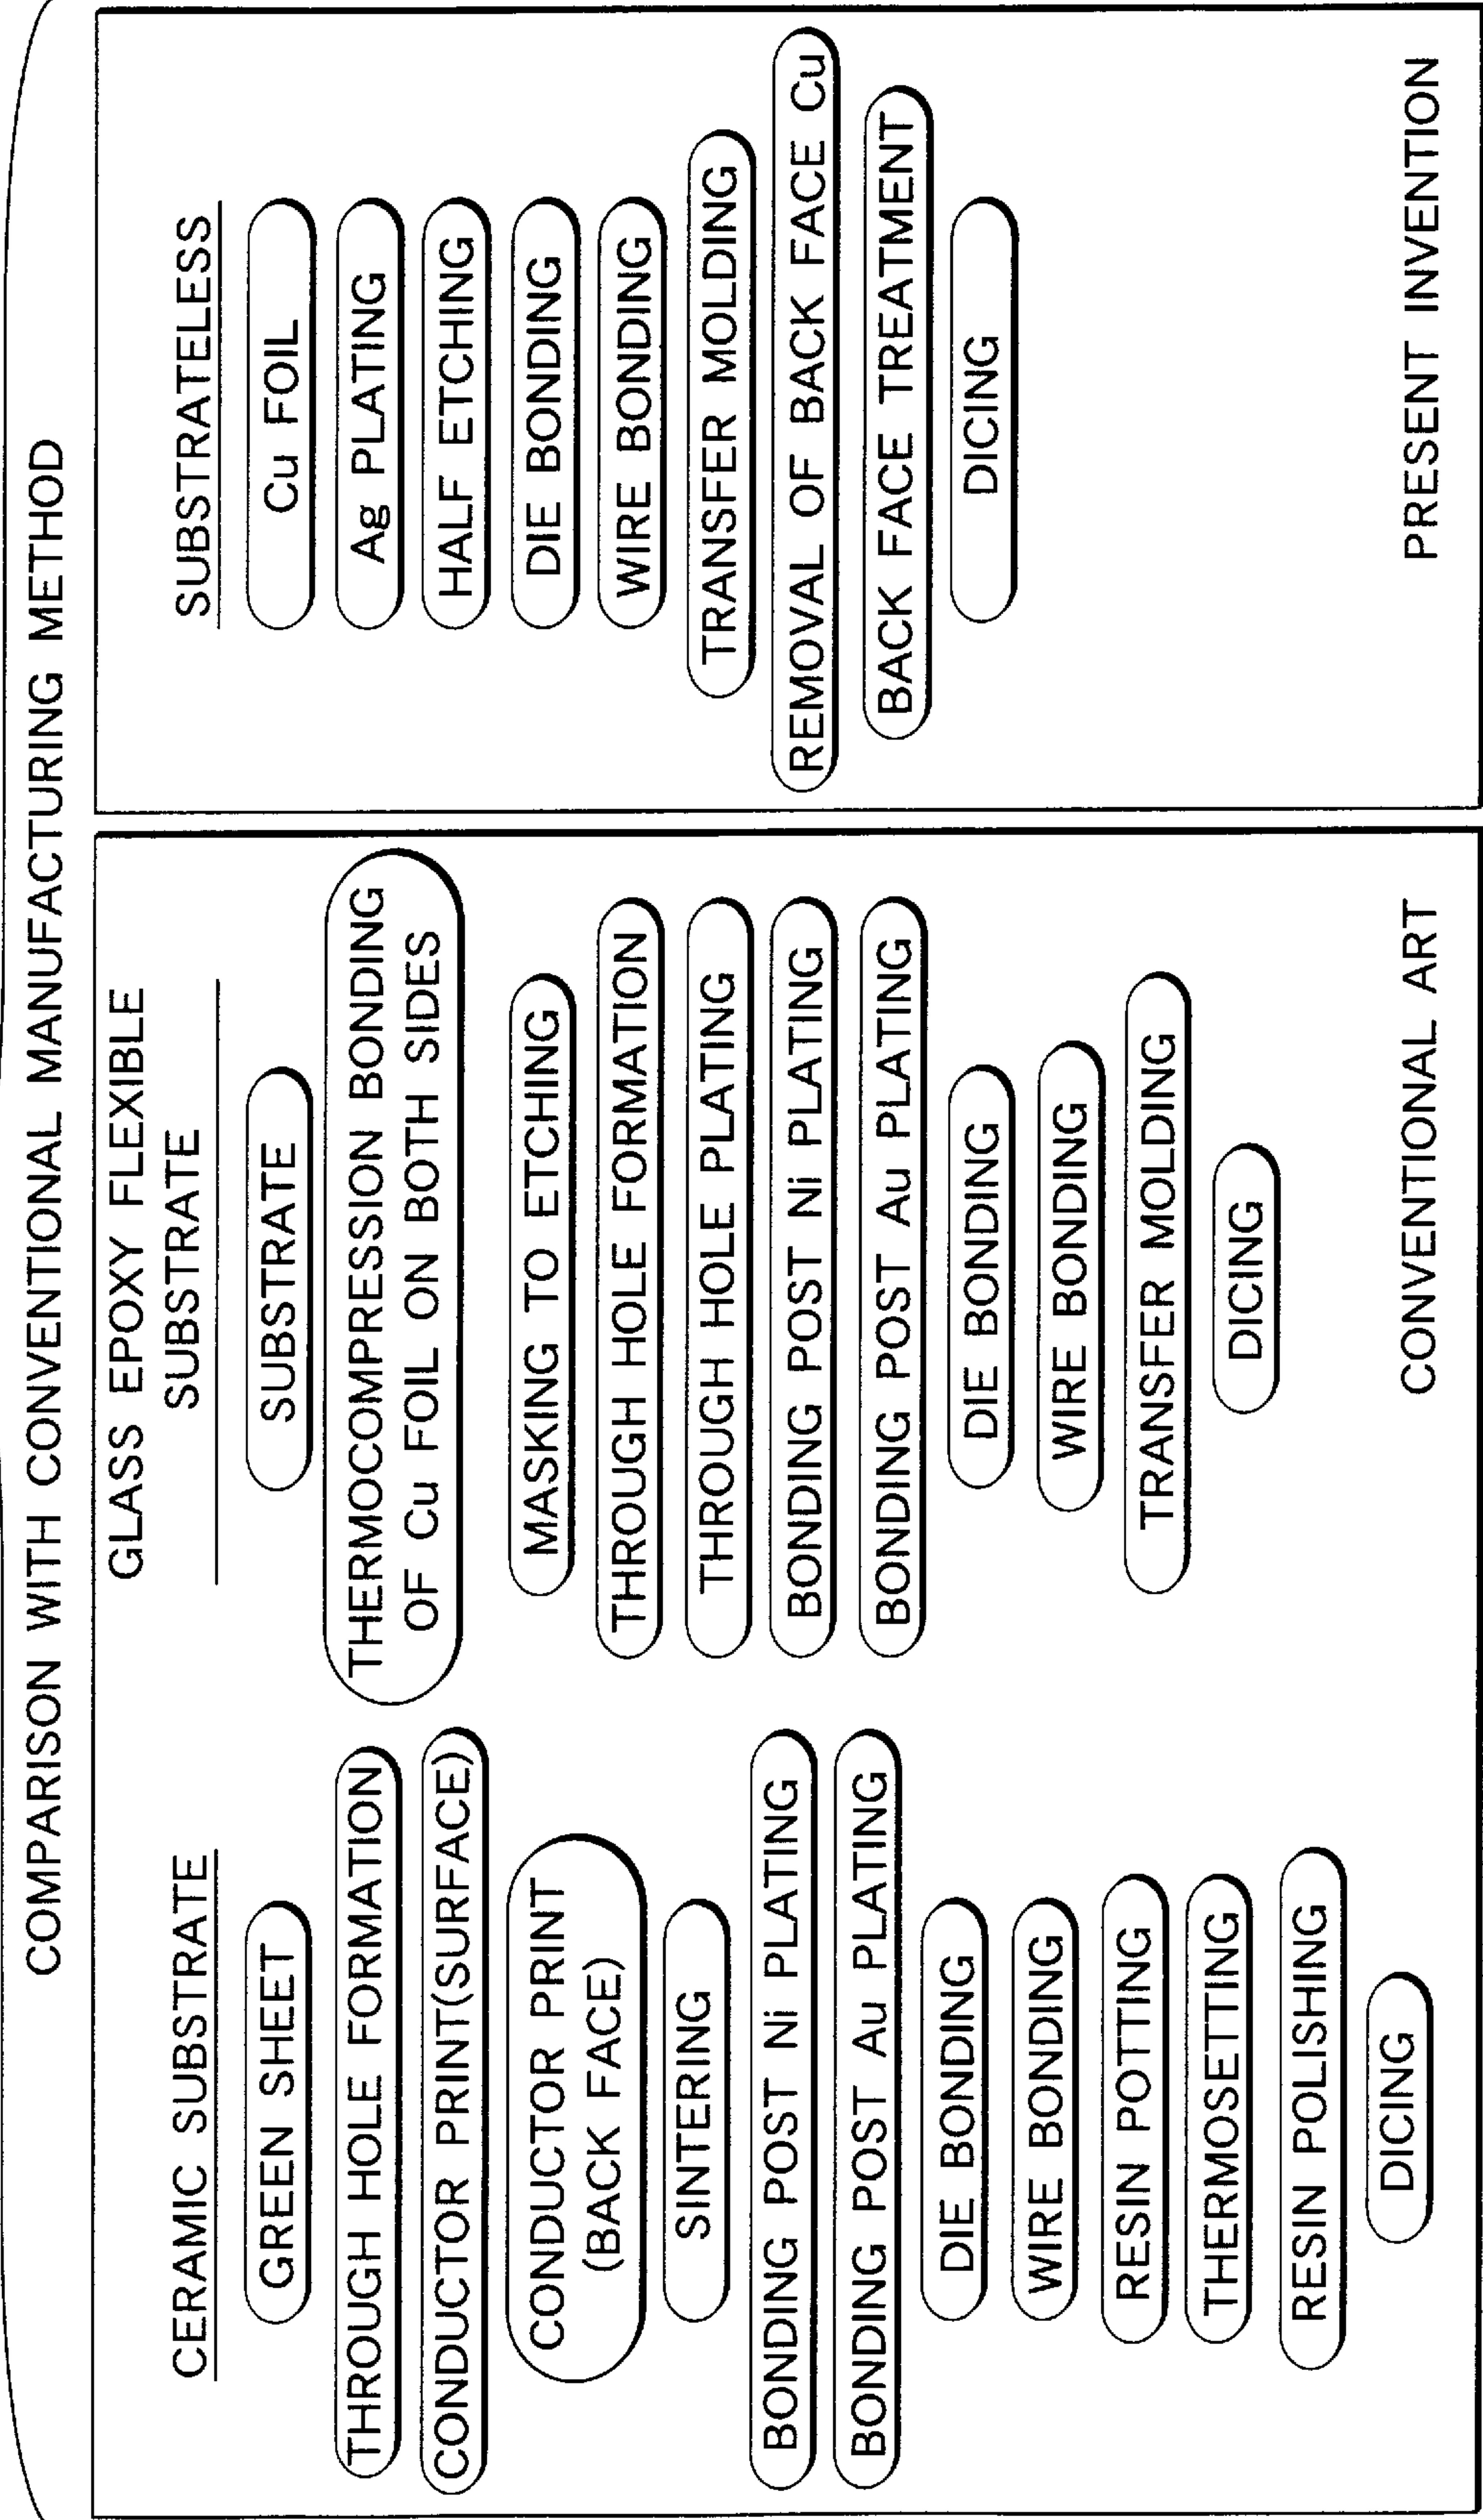 COMPARISON WITH CONVENTIONAL MANUFACTURING METHOD
CERAMIC SUBSTRATE
GREEN SHEET
THROUGH HOLE FORMATION
CONDUCTOR PRINT(SURFACE)
CONDUCTOR PRINT
(BACK FACE)
SINTERING
BONDING POST Ni PLATING
BONDING POST Au PLATING
DIE BONDING
WIRE BONDING
RESIN POTTING
THERMOSETTING
RESIN POLISHING
DICING
GLASS EPOXY FLEXIBLE
SUBSTRATE
SUBSTRATE
THERMOCOMPRESSION BONDING
OF Cu FOIL ON BOTH SIDES
MASKING TO ETCHING
THROUGH HOLE FORMATION
THROUGH HOLE PLATING
BONDING POST Ni PLATING
BONDING POST Au PLATING
DIE BONDING
WIRE BONDING
TRANSFER MOLDING
DICING
CONVENTIONAL ART
SUBSTRATELESS
Cu FOIL
Ag PLATING
HALF ETCHING
DIE BONDING
WIRE BONDING
TRANSFER MOLDING
REMOVAL OF BACK FACE Cu
BACK FACE TREATMENT
DICING
PRESENT INVENTION